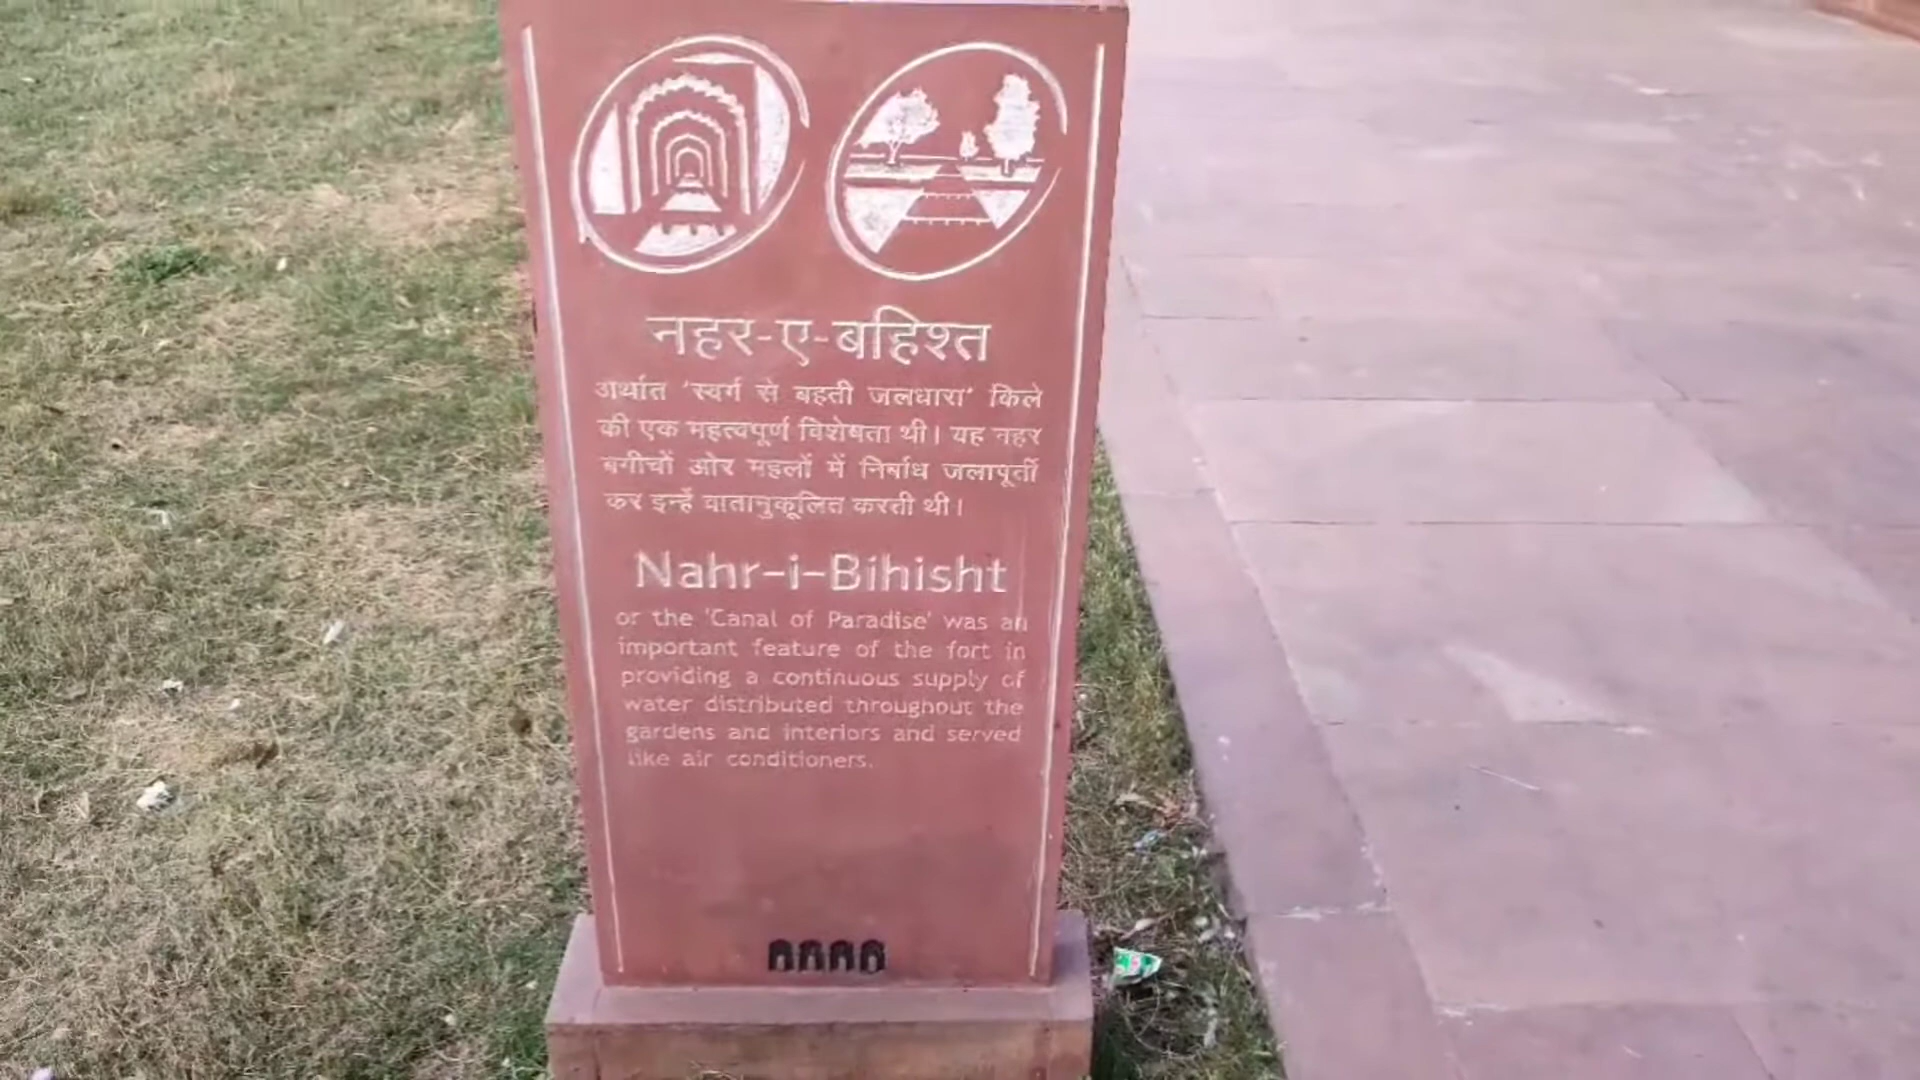 नहर-ए-बहिश्त
अर्थात 'स्वर्ग से बहती जलधारा' किले
की एक महत्वपूर्ण विशेषता थी। यह नहर
बगीचों और महलों में निर्बाध जलापूर्ती
कर इन्हें वातानुकूलित करती थी।
Nahr-i-Bihisht
or the 'Canal of Paradise' was an
important feature of the fort in
providing a continuous supply of
water distributed throughout the
gardens and interiors and served
like air conditioners.